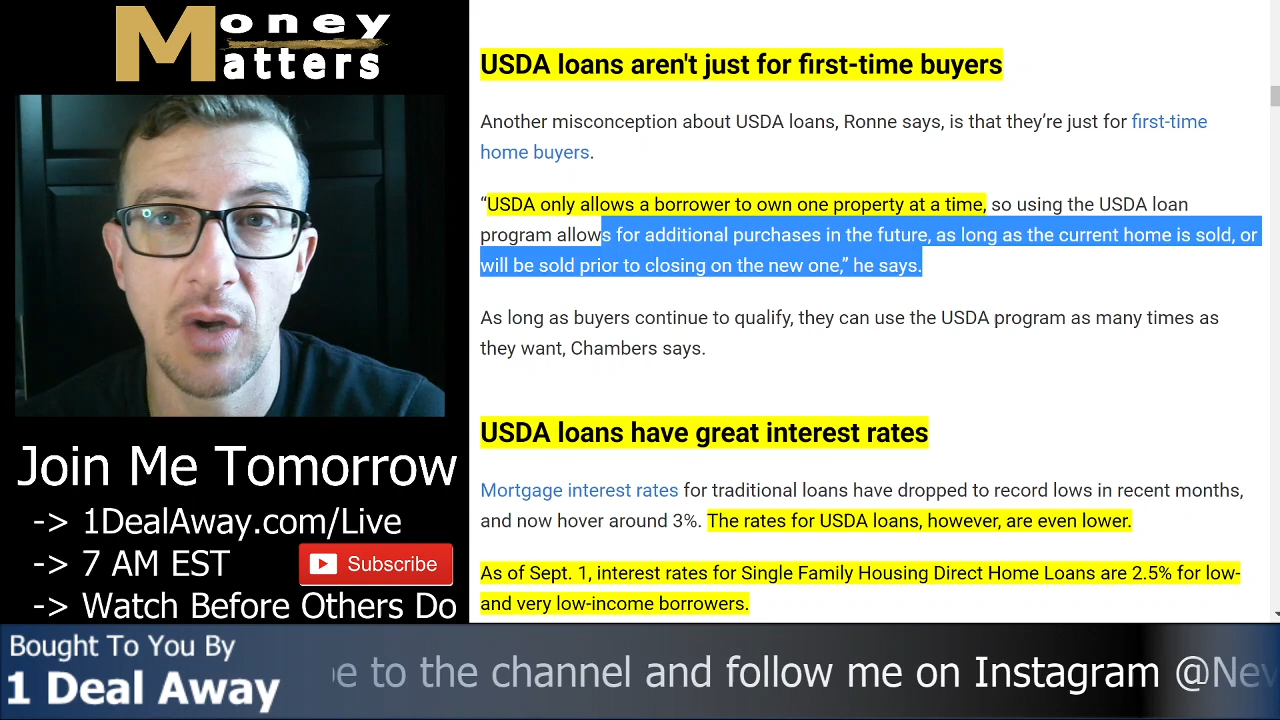 Money
Matters
Join Me Tomorrow
-> 1DealAway.com/Live
-> 7 AM EST
Subscribe
-> Watch Before Others Do
USDA loans aren't just for first-time buyers
Another misconception about USDA loans, Ronne says, is that they’re just for first-time
home buyers.
“USDA only allows a borrower to own one property at a time, so using the USDA loan
program allows for additional purchases in the future, as long as the current home is sold, or
will be sold prior to closing on the new one,” he says.
As long as buyers continue to qualify, they can use the USDA program as many times as
they want, Chambers says.
USDA loans have great interest rates
Mortgage interest rates for traditional loans have dropped to record lows in recent months,
and now hover around 3%. The rates for USDA loans, however, are even lower.
As of Sept. 1, interest rates for Single Family Housing Direct Home Loans are 2.5% for low-
and very low-income borrowers.
Bought To You By
1 Deal Away
to the channel and follow me on Instagram